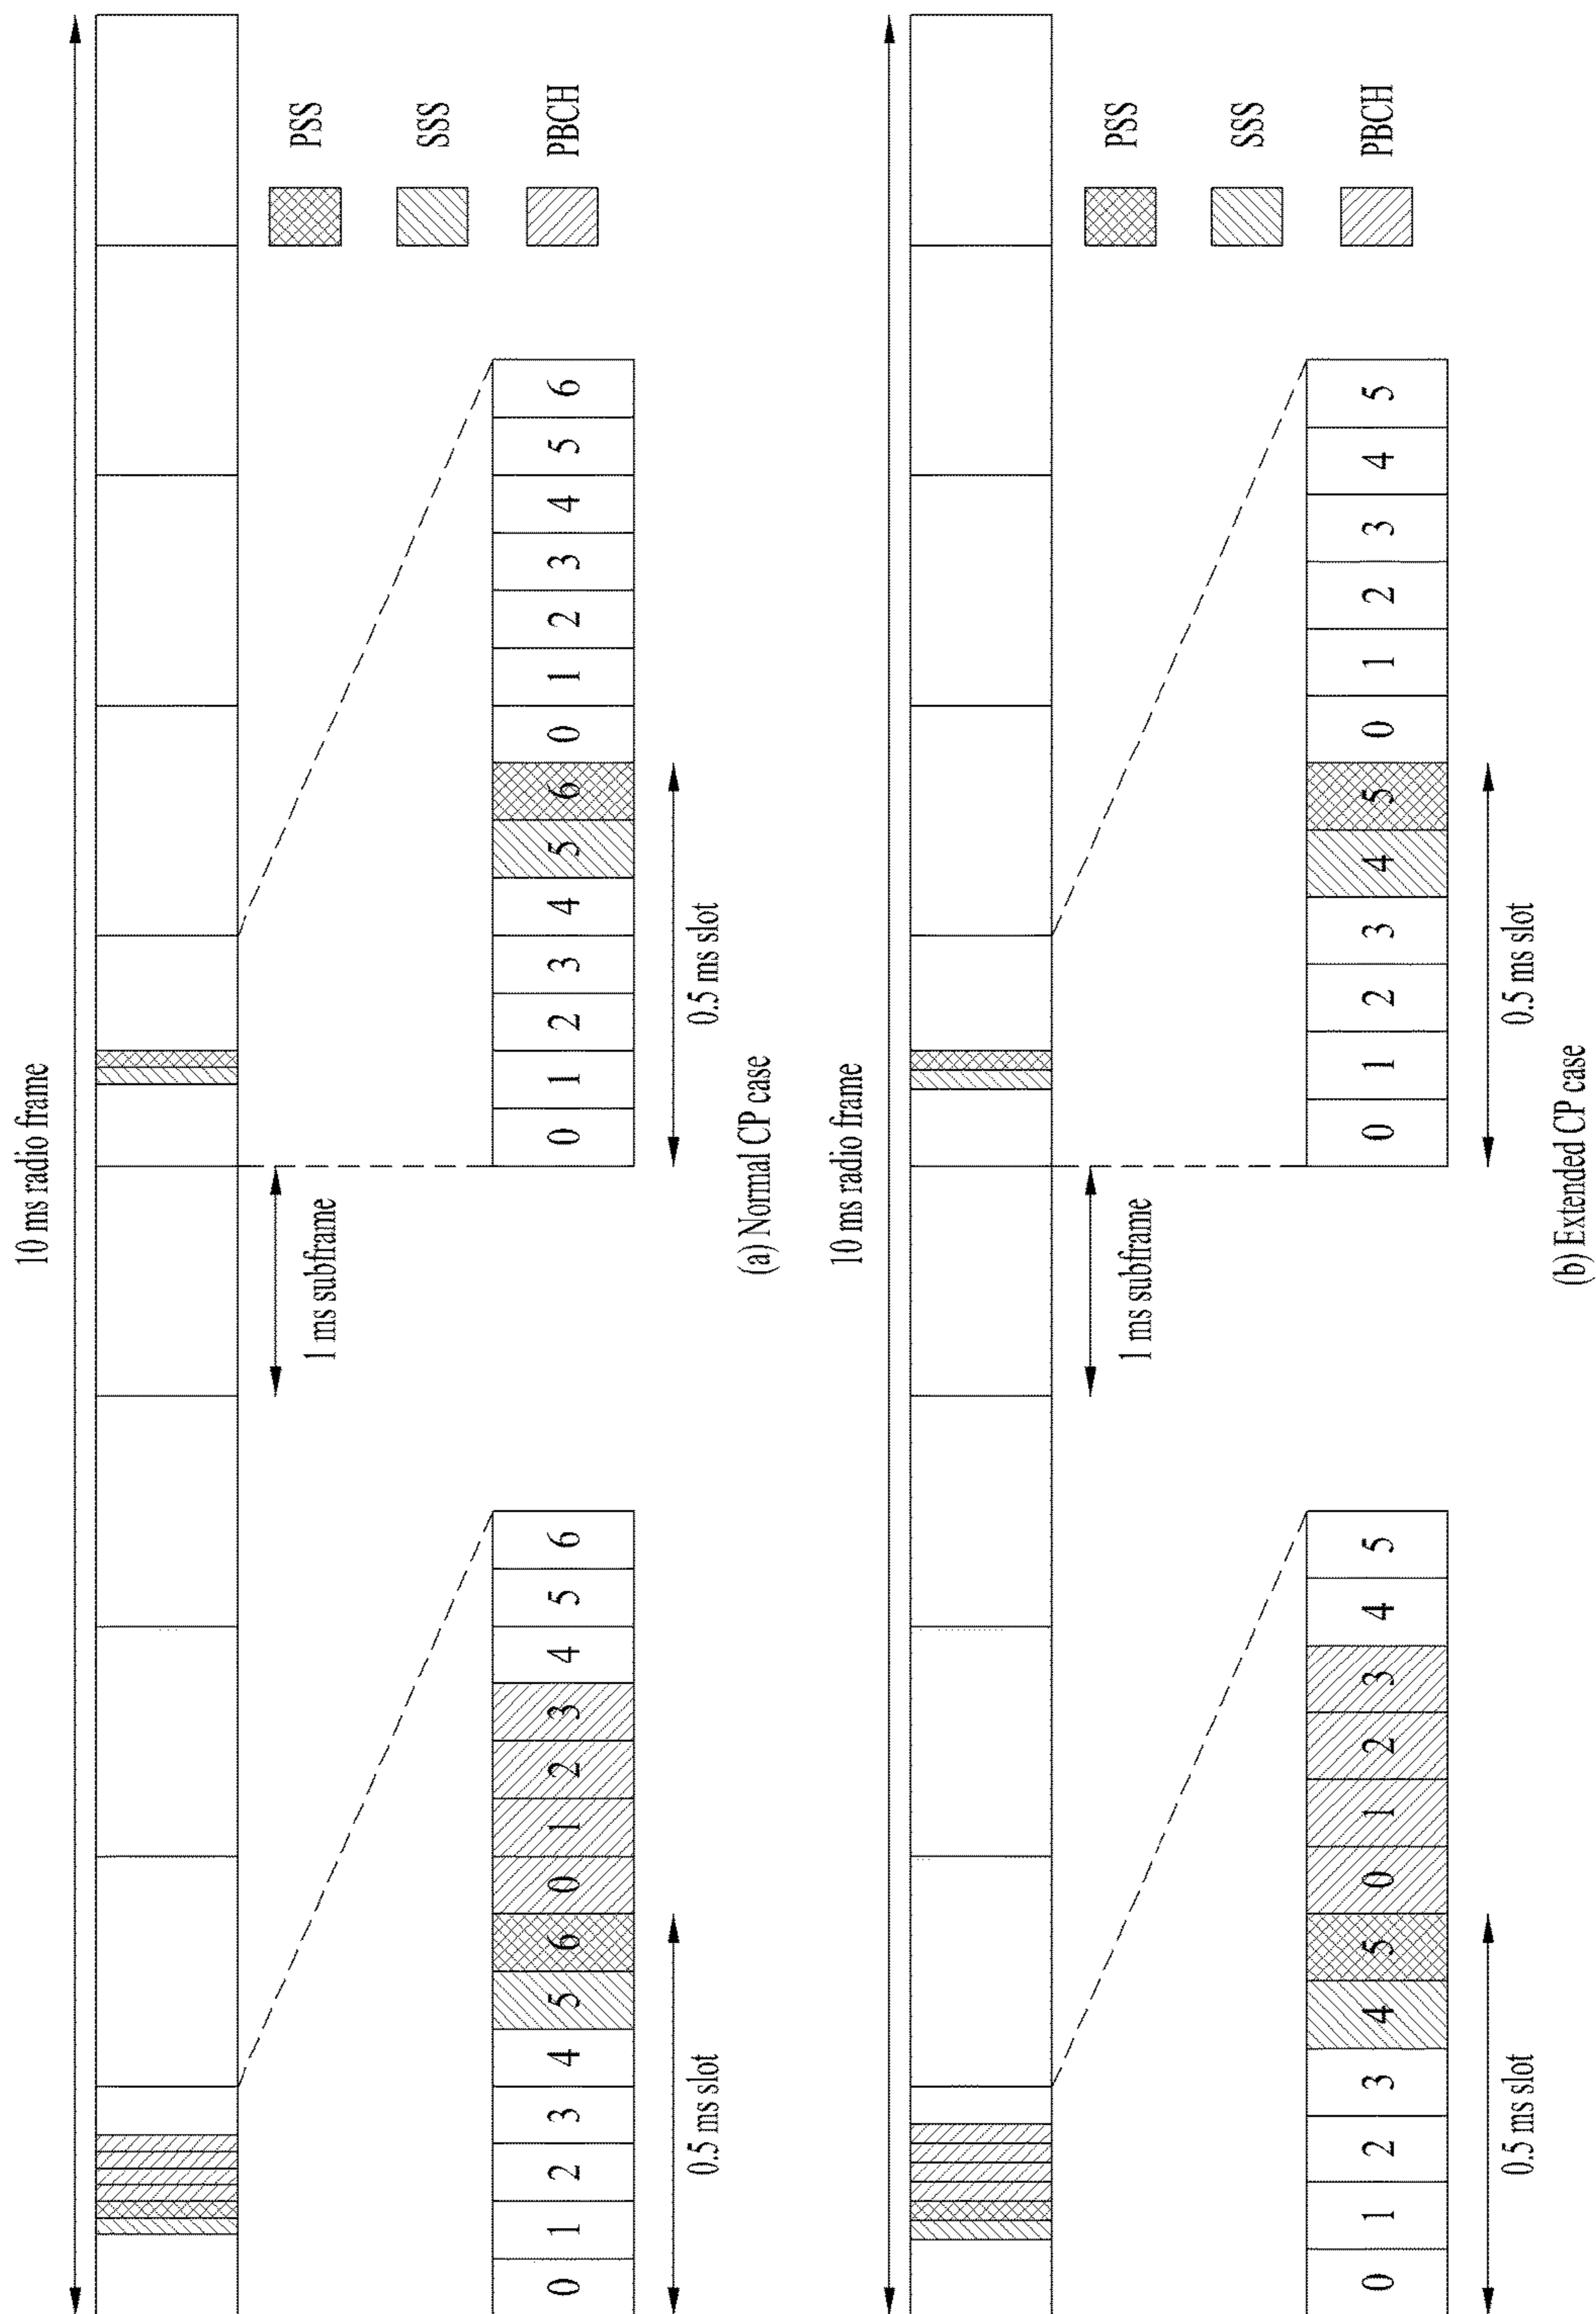 10 ms radio frame
PSS
SSS
PBCH
1 ms subframe
0 1 2 3 4 5 6 0 1 2 3 4 5 6
0 1 2 3 4 5 6 0 1 2 3 4 5 6
0.5 ms slot
0.5 ms slot
(a) Normal CP case
10 ms radio frame
PSS
SSS
PBCH
1 ms subframe
0 1 2 3 4 5 0 1 2 3 4 5
0 1 2 3 4 5 0 1 2 3 4 5
0.5 ms slot
0.5 ms slot
(b) Extended CP case